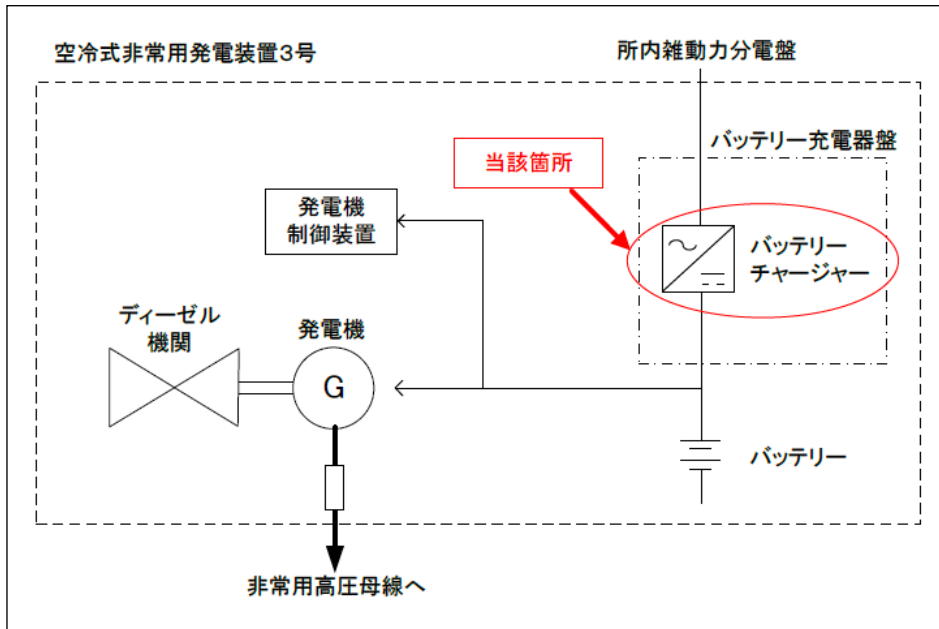 空冷式非常用発電装置3号
所内雑動力分電盤
バッテリー充電器盤
当該箇所
発電機
制御装置
バッテリー
チャージャー
ディーゼル
機関
発電機
G
バッテリー
非常用高圧母線へ